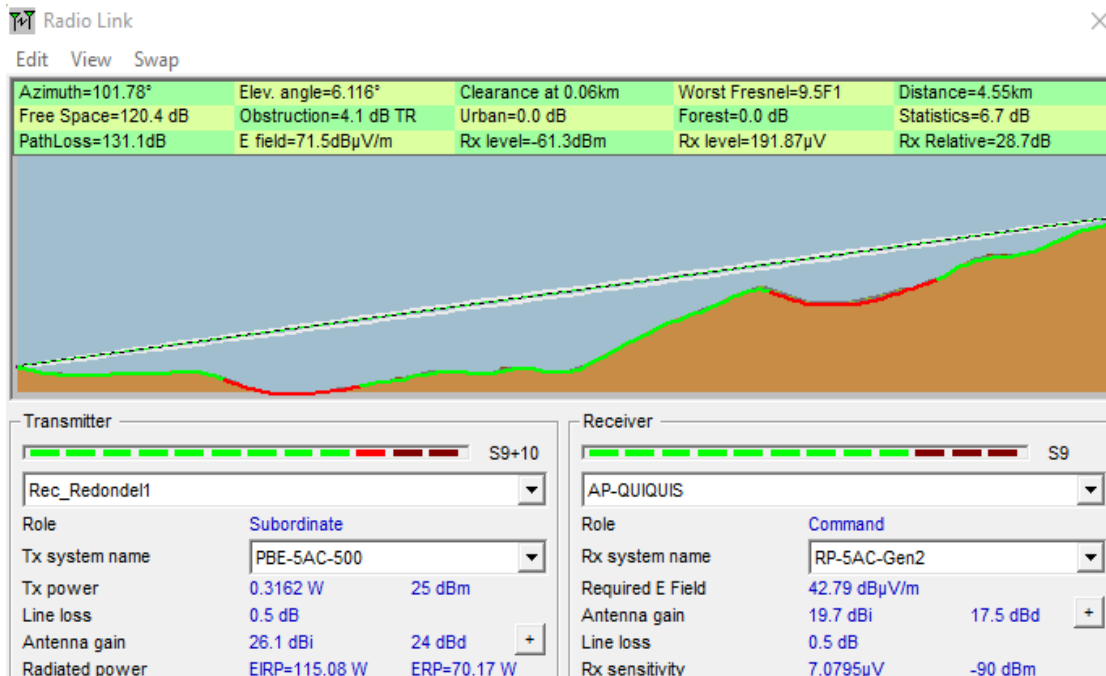 Radio Link
Edit View Swap
Azimuth=101.78° Elev. angle=6.116° Clearance at 0.06km Worst Fresnel=9.5F1 Distance=4.55km
Free Space=120.4 dB Obstruction=4.1 dB TR Urban=0.0 dB Forest=0.0 dB Statistics=6.7 dB
PathLoss=131.1dB E field=71.5dBµV/m Rx level=-61.3dBm Rx level=191.87µV Rx Relative=28.7dB
Transmitter
S9+10
Rec_Redondel1
Role Subordinate
Tx system name PBE-5AC-500
Tx power 0.3162 W 25 dBm
Line loss 0.5 dB
Antenna gain 26.1 dBi 24 dBd +
Radiated power EIRP=115.08 W ERP=70.17 W
Receiver
S9
AP-QUIQUIS
Role Command
Rx system name RP-5AC-Gen2
Required E Field 42.79 dBµV/m
Antenna gain 19.7 dBi 17.5 dBd +
Line loss 0.5 dB
Rx sensitivity 7.0795µV -90 dBm